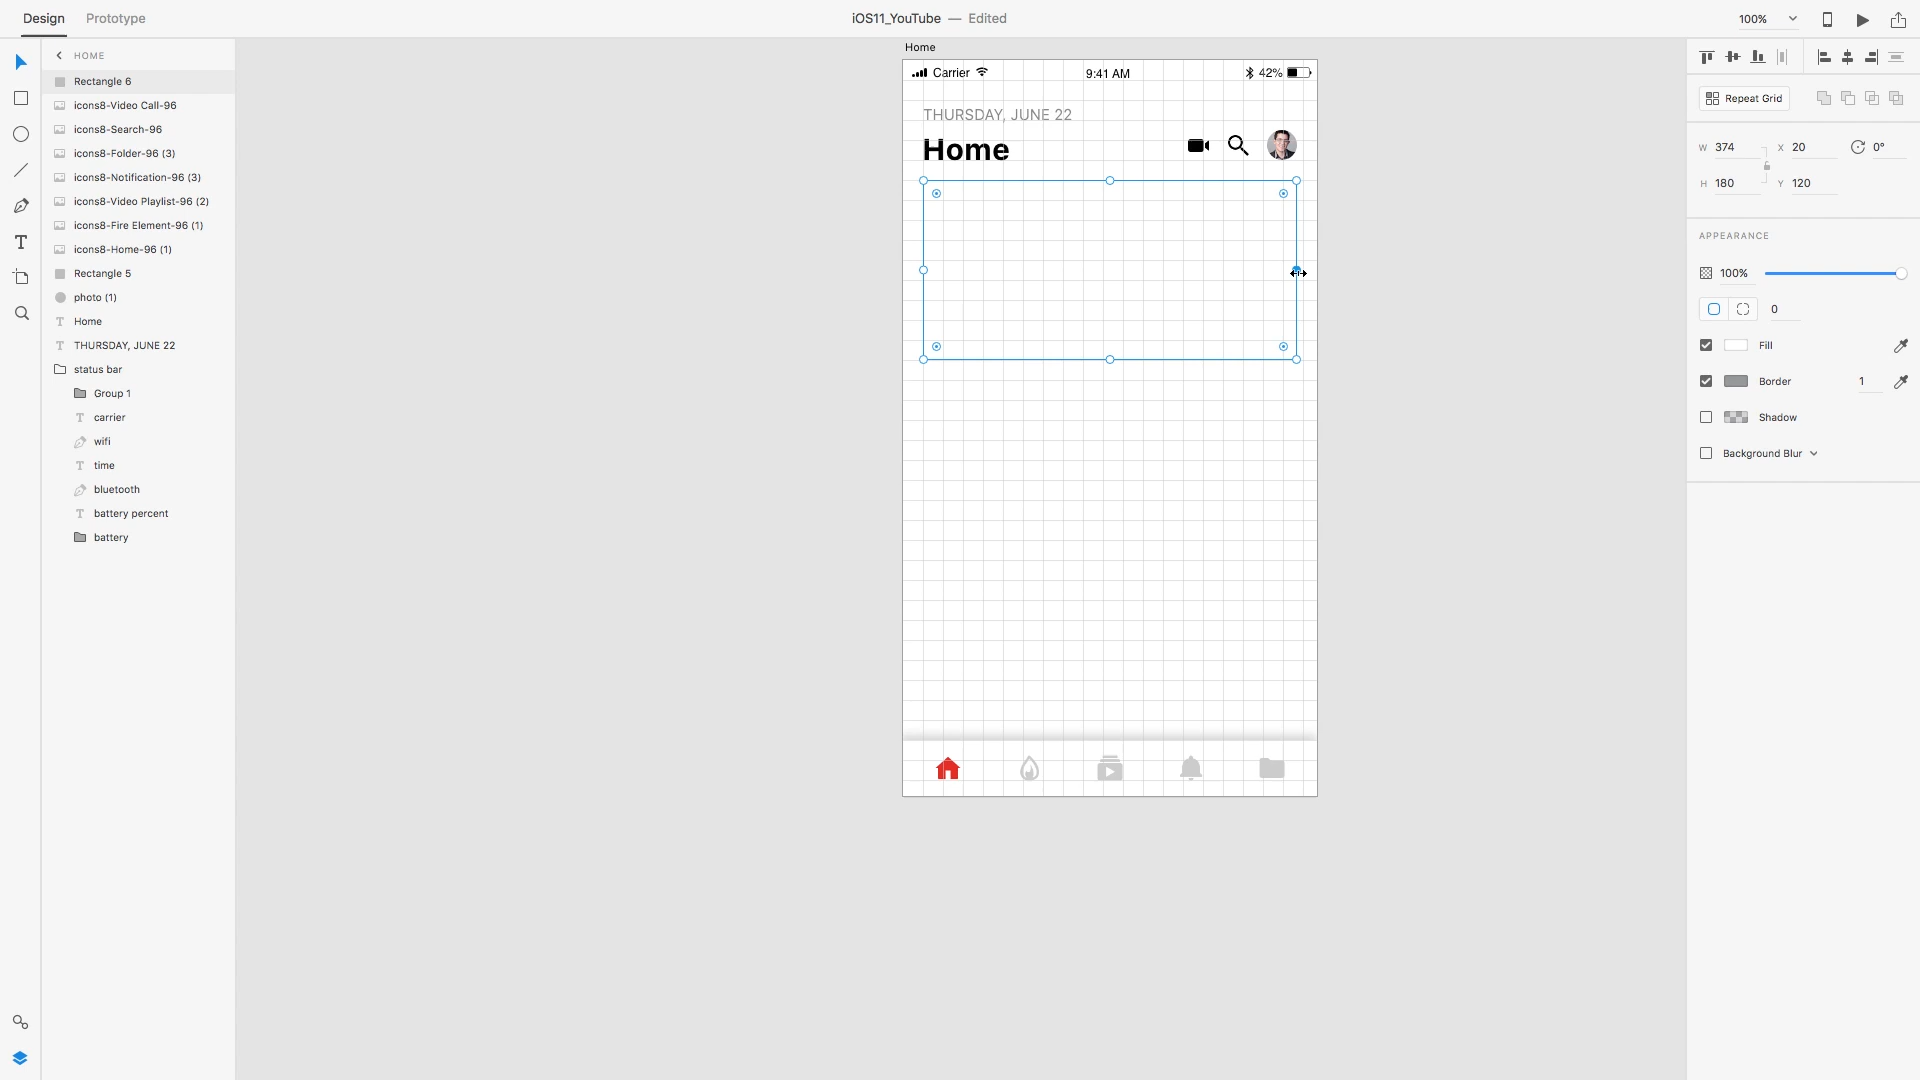 Design Prototype
iOS11_YouTube — Edited
100%
HOME
Rectangle 6
icons8-Video Call-96
icons8-Search-96
icons8-Folder-96 (3)
icons8-Notification-96 (3)
icons8-Video Playlist-96 (2)
icons8-Fire Element-96 (1)
icons8-Home-96 (1)
Rectangle 5
photo (1)
Home
THURSDAY, JUNE 22
status bar
Group 1
carrier
wifi
time
bluetooth
battery percent
battery
Home
Carrier 9:41 AM 42%
THURSDAY, JUNE 22
Home
Repeat Grid
W 374 X 20 0°
H 180 Y 120
APPEARANCE
100%
0
Fill
Border 1
Shadow
Background Blur